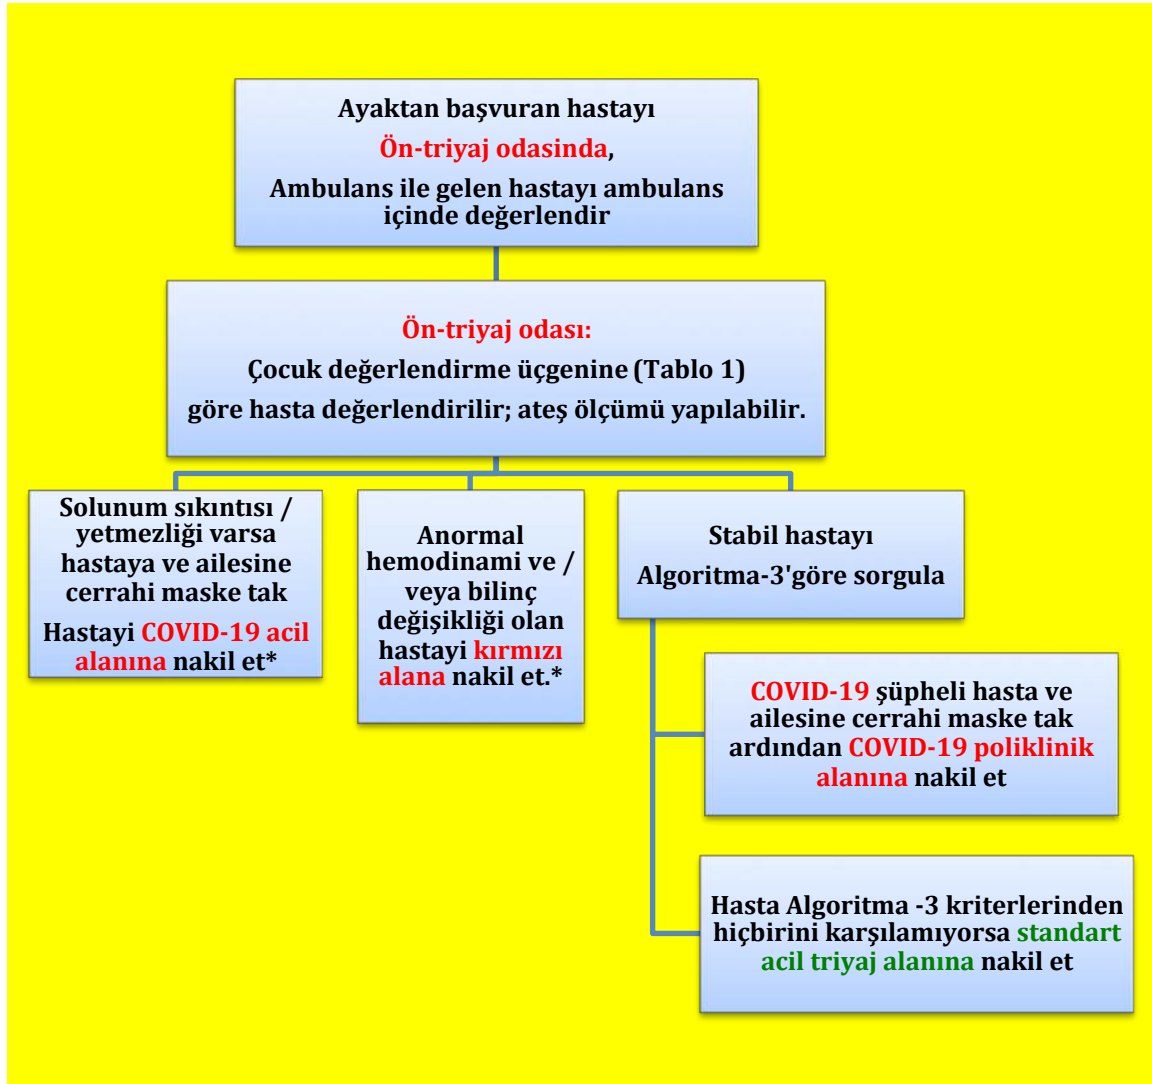 Ayaktan başvuran hastayı
Ön-triyaj odasinda,
Ambulans ile gelen hastayı ambulans
içinde değerlendir
Ön-triyaj odası:
Çocuk değerlendirme üçgenine (Tablo 1)
göre hasta değerlendirilir; ateş ölçümü yapılabilir.
Solunum sıkıntısı /
yetmezliği varsa
hastaya ve ailesine
cerrahi maske tak
Hastayi COVID-19 acil
alanına nakil et*
Anormal
hemodinami ve /
veya bilinç
değişikliği olan
hastayi kırmızı
alana nakil et.*
Stabil hastayı
Algoritma-3'göre sorgula
COVID-19 şüpheli hasta ve
ailesine cerrahi maske tak
ardından COVID-19 poliklinik
alanına nakil et
Hasta Algoritma -3 kriterlerinden
hiçbirini karşılamıyorsa standart
acil triyaj alanına nakil et